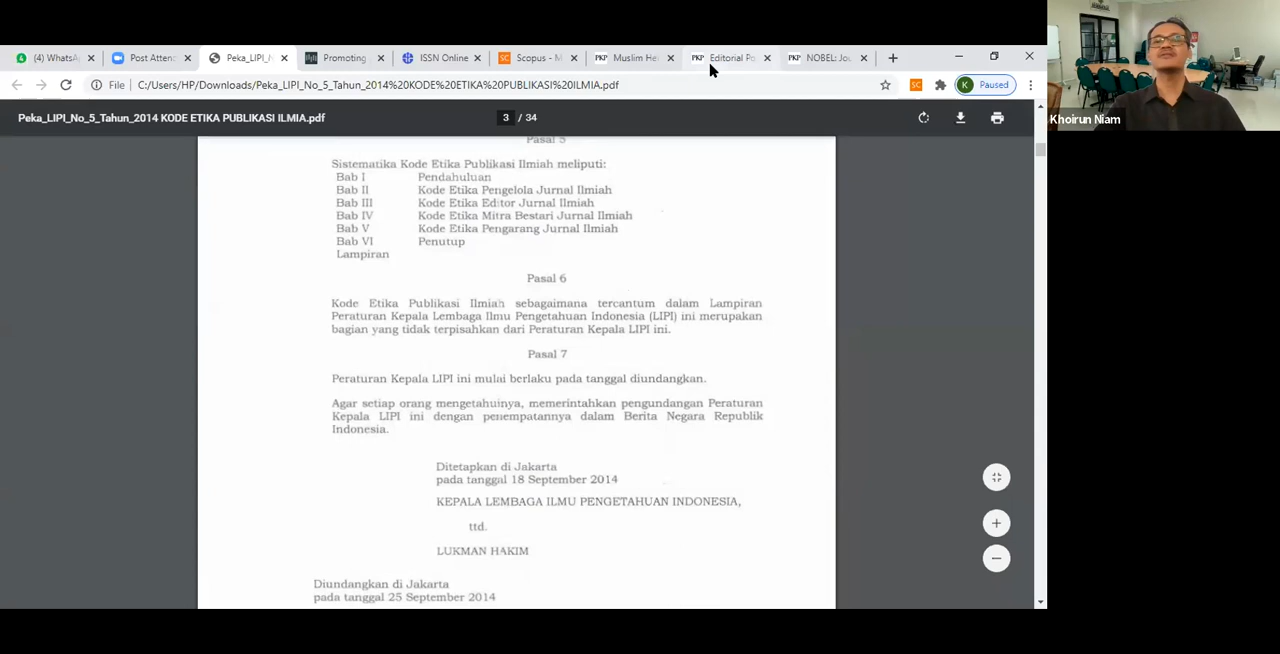 (4) WhatsA
Post Attend
Peka_LIPI_N
Promoting
ISSN Online
Scopus - M
Muslim He
Editorial Po
NOBEL: Jou
File
C:/Users/HP/Downloads/Peka_LIPI_No_5_Tahun_2014%20KODE%20ETIKA%20PUBLIKASI%20ILMIA.pdf
SC
K Paused
Khoirun Niam
Peka_LIPI_No_5_Tahun_2014 KODE ETIKA PUBLIKASI ILMIA.pdf
3 / 34
Pasal 5
Sistematika Kode Etika Publikasi Ilmiah meliputi:
Bab I Pendahuluan
Bab II Kode Etika Pengelola Jurnal Ilmiah
Bab III Kode Etika Editor Jurnal Ilmiah
Bab IV Kode Etika Mitra Bestari Jurnal Ilmiah
Bab V Kode Etika Pengarang Jurnal Ilmiah
Bab VI Penutup
Lampiran
Pasal 6
Kode Etika Publikasi Ilmiah sebagaimana tercantum dalam Lampiran
Peraturan Kepala Lembaga Ilmu Pengetahuan Indonesia (LIPI) ini merupakan
bagian yang tidak terpisahkan dari Peraturan Kepala LIPI ini.
Pasal 7
Peraturan Kepala LIPI ini mulai berlaku pada tanggal diundangkan.
Agar setiap orang mengetahuinya, memerintahkan pengundangan Peraturan
Kepala LIPI ini dengan penempatannya dalam Berita Negara Republik
Indonesia.
Ditetapkan di Jakarta
pada tanggal 18 September 2014
KEPALA LEMBAGA ILMU PENGETAHUAN INDONESIA,
ttd.
LUKMAN HAKIM
Diundangkan di Jakarta
pada tanggal 25 September 2014